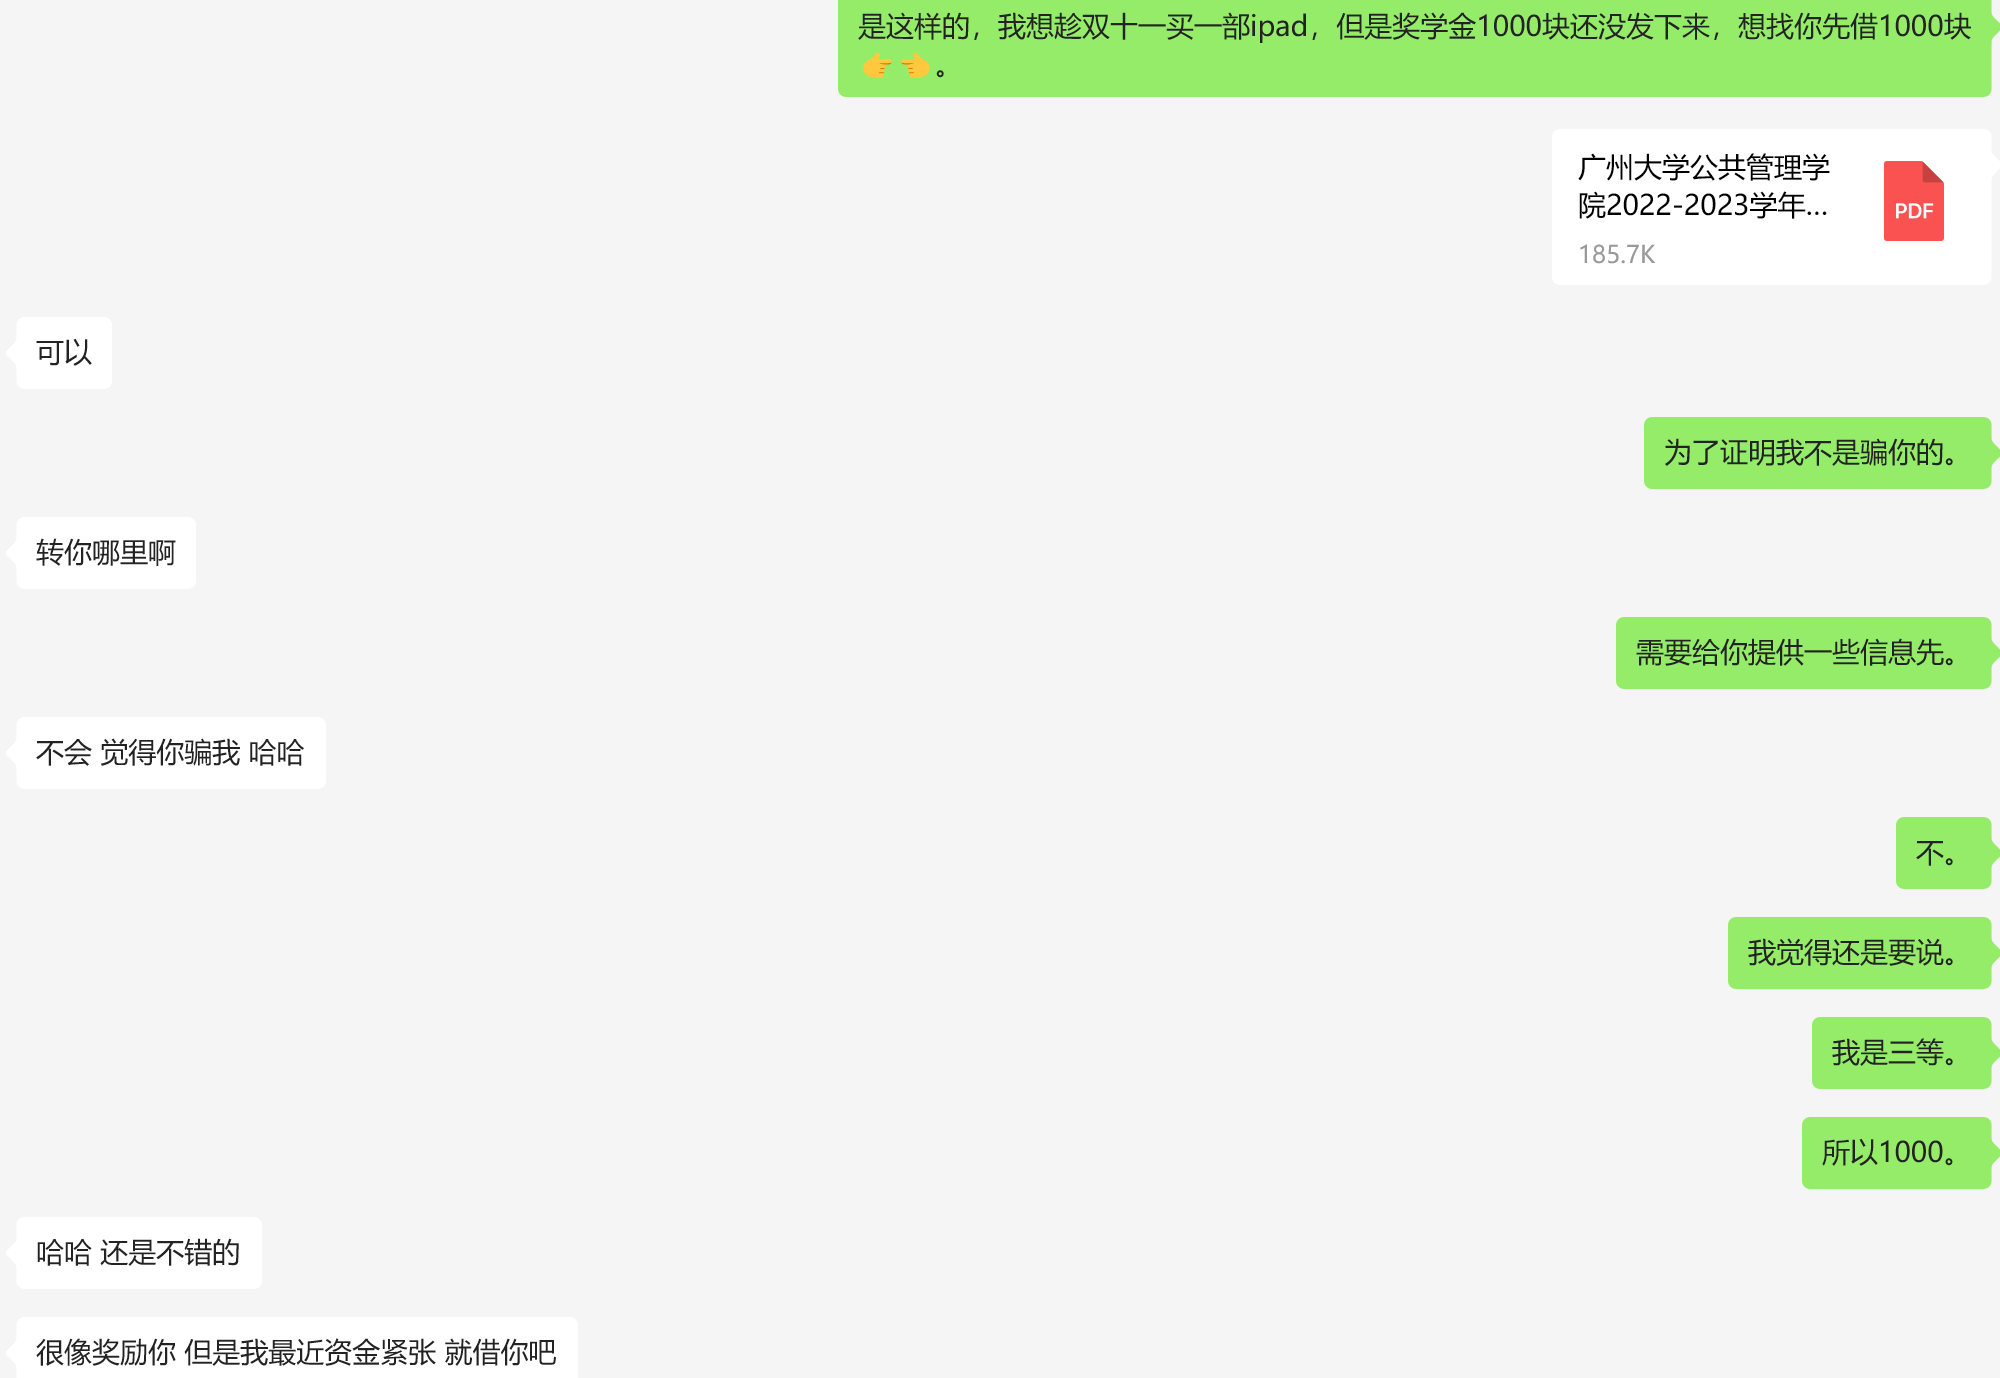 是这样的，我想趁双十一买一部ipad，但是奖学金1000块还没发下来，想找你先借1000块
👉👈。
广州大学公共管理学
院2022-2023学年...
PDF
185.7K
可以
为了证明我不是骗你的。
转你哪里啊
需要给你提供一些信息先。
不会 觉得你骗我 哈哈
不。
我觉得还是要说。
我是三等。
所以1000。
哈哈 还是不错的
很像奖励你 但是我最近资金紧张 就借你吧